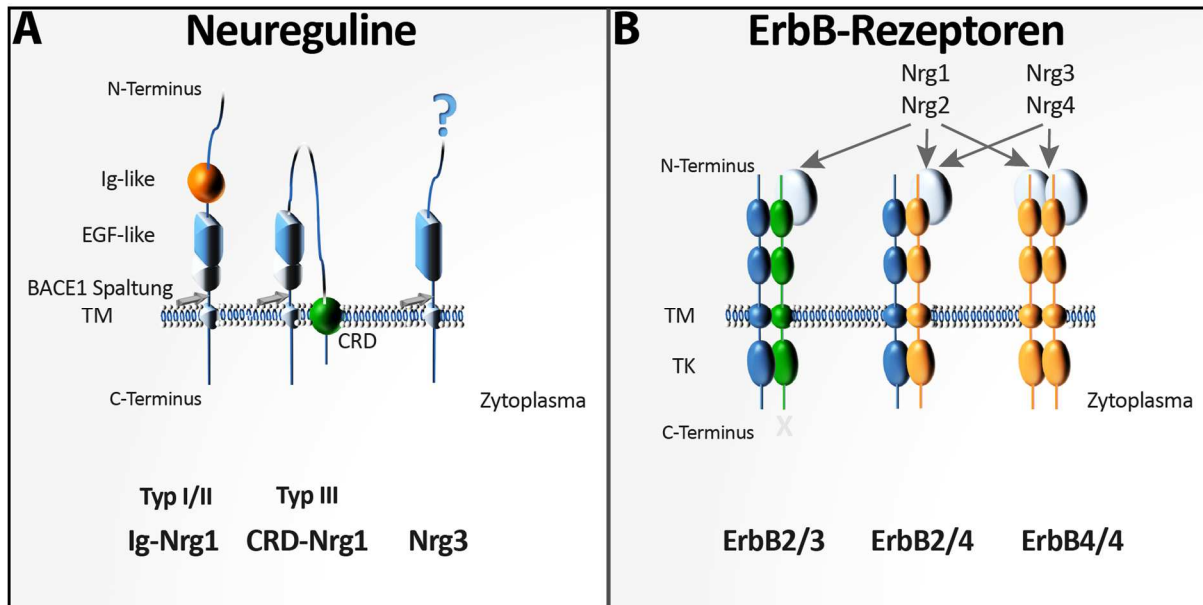 A
Neureguline
N-Terminus
?
Ig-like
EGF-like
BACE1 Spaltung
TM
CRD
C-Terminus
Zytoplasma
Typ I/II
Typ III
Ig-Nrg1
CRD-Nrg1
Nrg3
B
ErbB-Rezeptoren
Nrg1
Nrg3
Nrg2
Nrg4
N-Terminus
TM
TK
Zytoplasma
C-Terminus
X
ErbB2/3
ErbB2/4
ErbB4/4